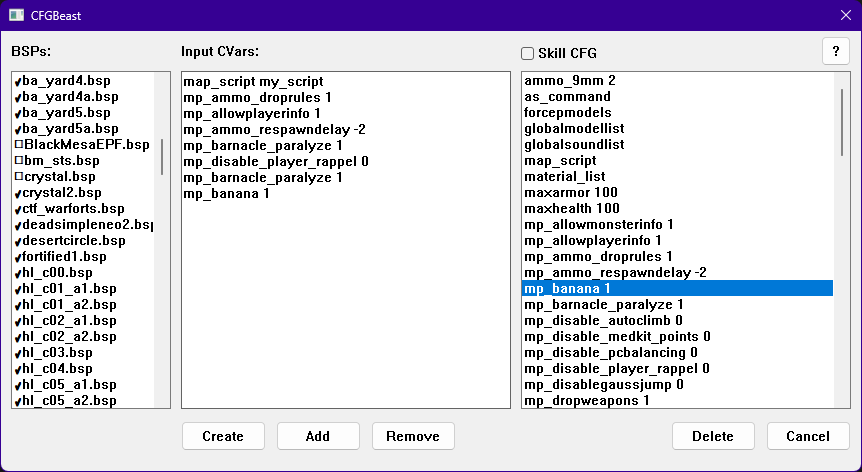 CFGBeast
BSPs:
Input CVars:
Skill CFG
?
ba_yard4.bsp
ba_yard4a.bsp
ba_yard5.bsp
ba_yard5a.bsp
BlackMesaEPF.bsp
bm_sts.bsp
crystal.bsp
crystal2.bsp
ctf_warforts.bsp
deadsimpleneo2.bsp
desertcircle.bsp
fortified1.bsp
hl_c00.bsp
hl_c01_a1.bsp
hl_c01_a2.bsp
hl_c02_a1.bsp
hl_c02_a2.bsp
hl_c03.bsp
hl_c04.bsp
hl_c05_a1.bsp
hl_c05_a2.bsp
map_script my_script
mp_ammo_droprules 1
mp_allowplayerinfo 1
mp_ammo_respawndelay -2
mp_barnacle_paralyze 1
mp_disable_player_rappel 0
mp_barnacle_paralyze 1
mp_banana 1
ammo_9mm 2
as_command
forcepmodels
globalmodellist
globalsoundlist
map_script
material_list
maxarmor 100
maxhealth 100
mp_allowmonsterinfo 1
mp_allowplayerinfo 1
mp_ammo_droprules 1
mp_ammo_respawndelay -2
mp_banana 1
mp_barnacle_paralyze 1
mp_disable_autoclimb 0
mp_disable_medkit_points 0
mp_disable_pcbalancing 0
mp_disable_player_rappel 0
mp_disablegaussjump 0
mp_dropweapons 1
Create
Add
Remove
Delete
Cancel